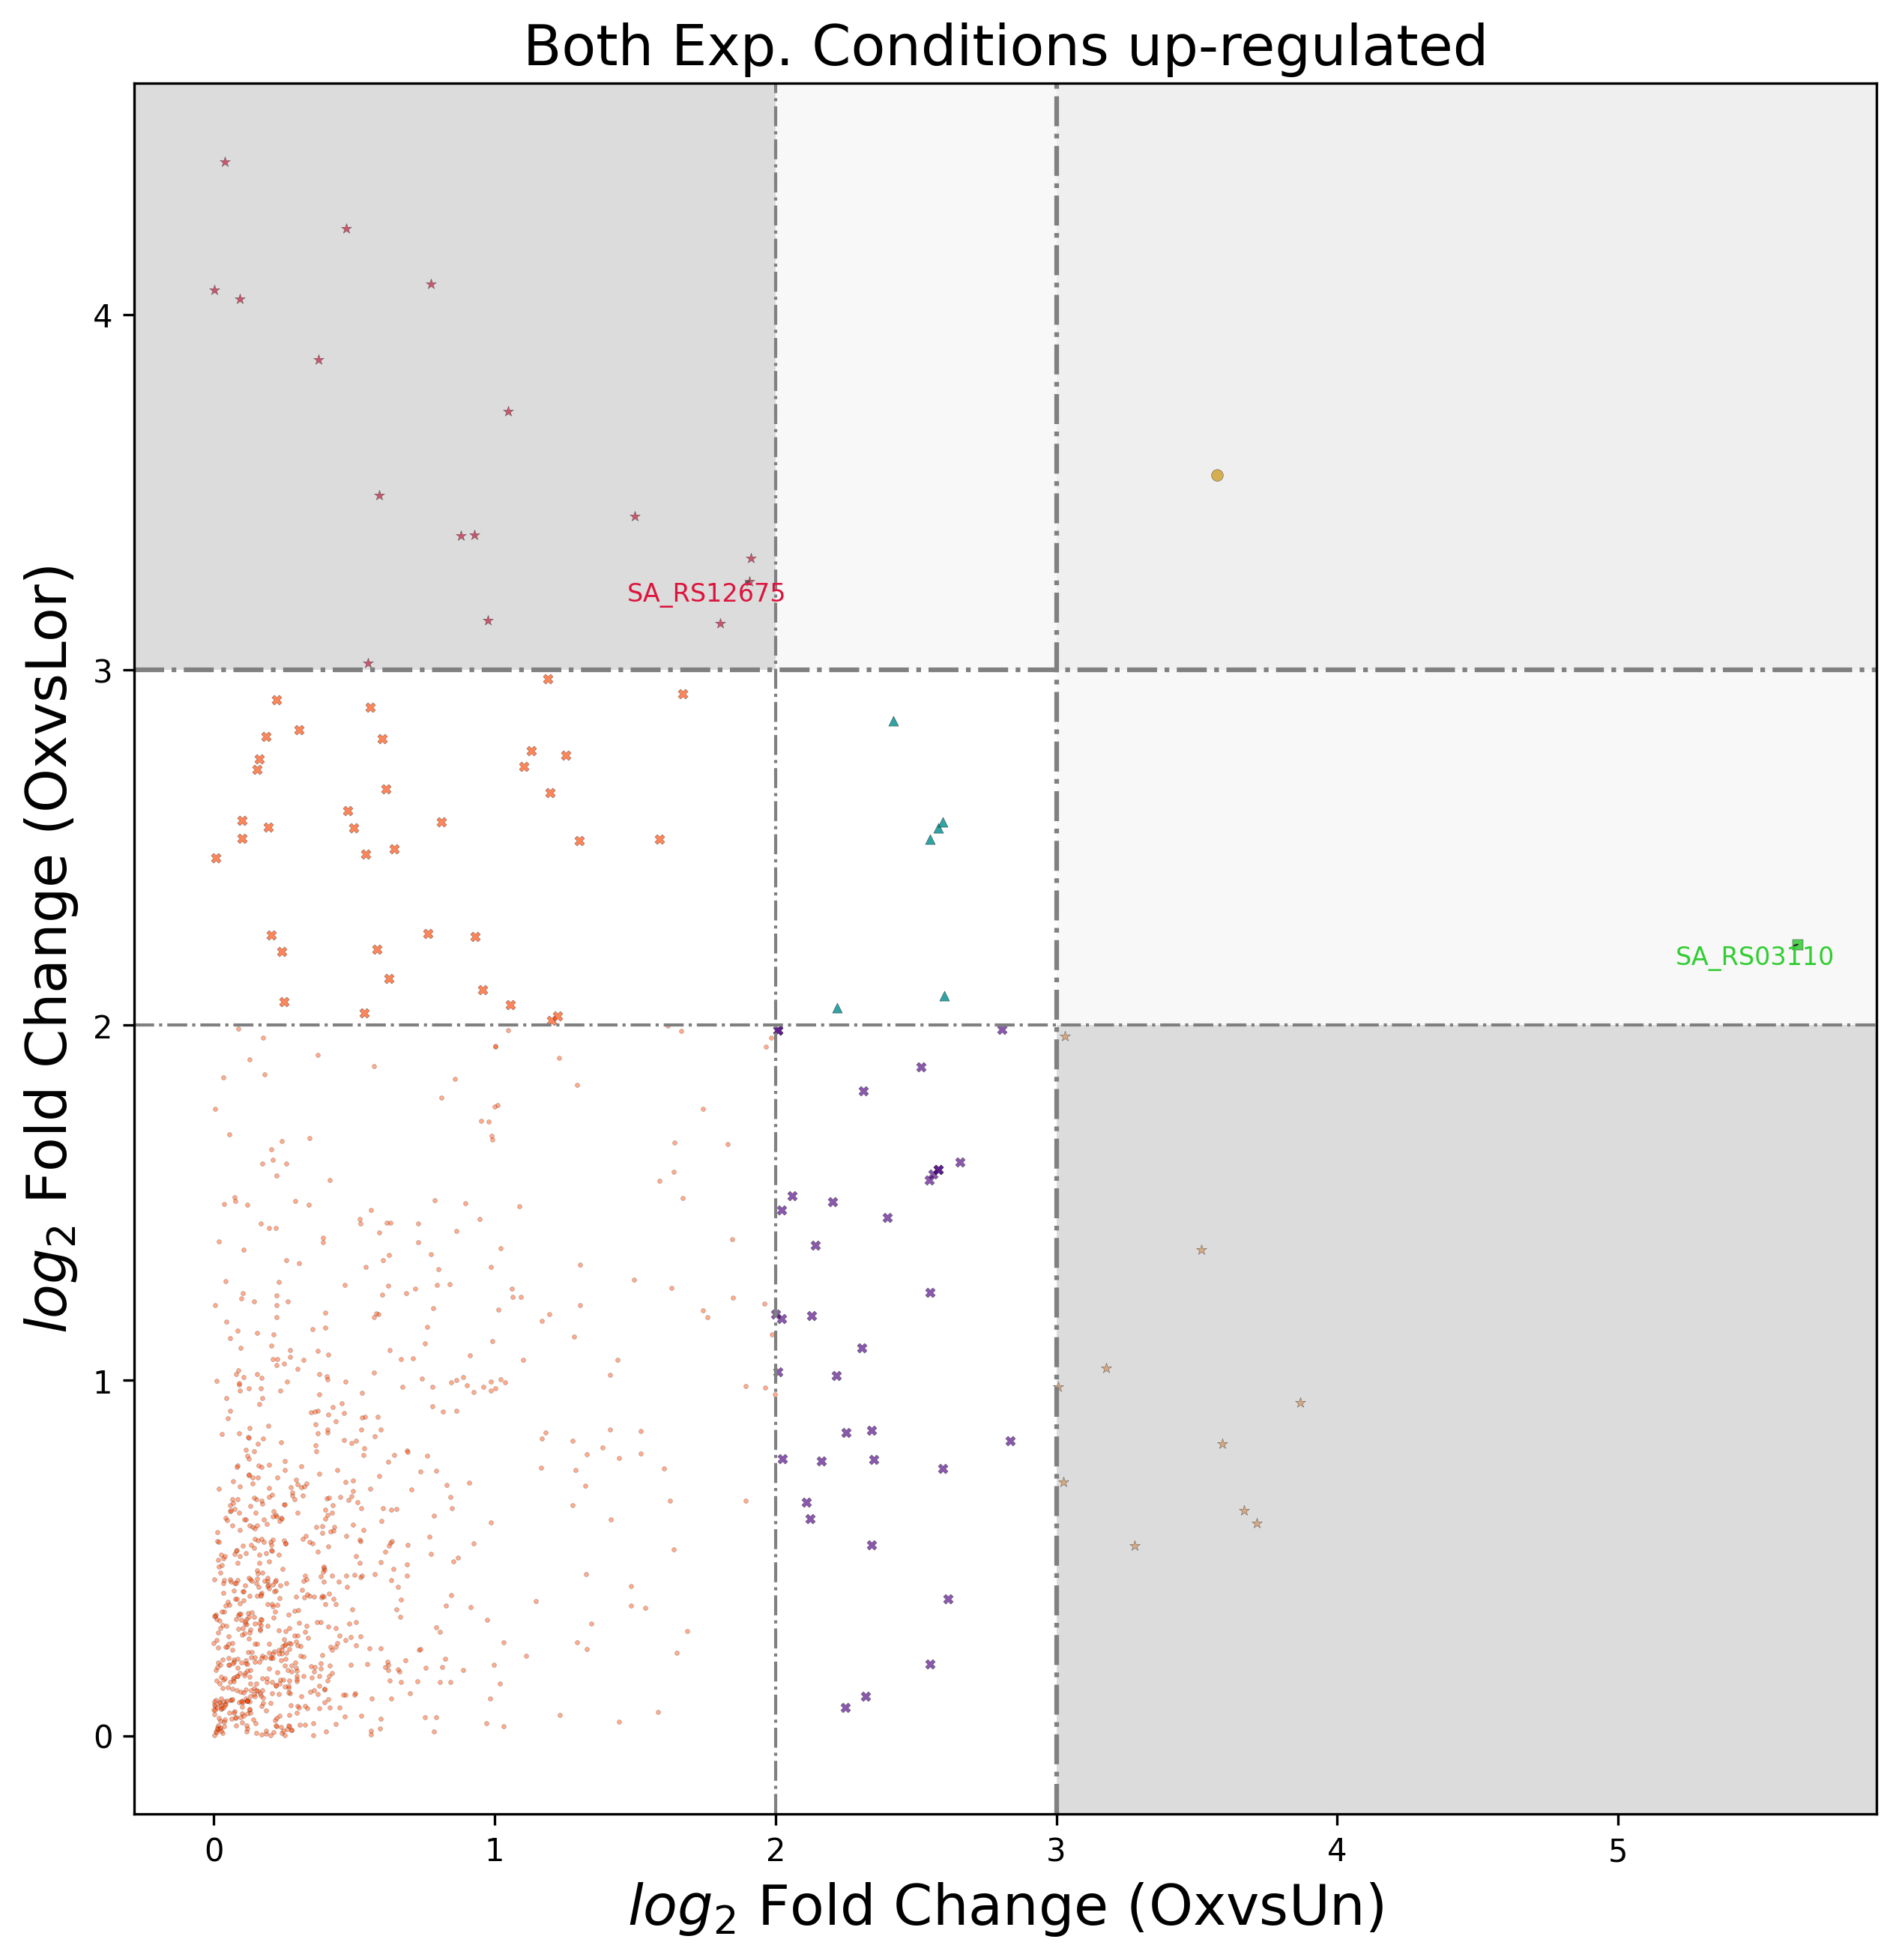 Both Exp. Conditions up-regulated
log2 Fold Change (OxvsLor)
4
3
2
1
0
SA_RS12675
SA_RS03110
0 1 2 3 4 5
log2 Fold Change (OxvsUn)